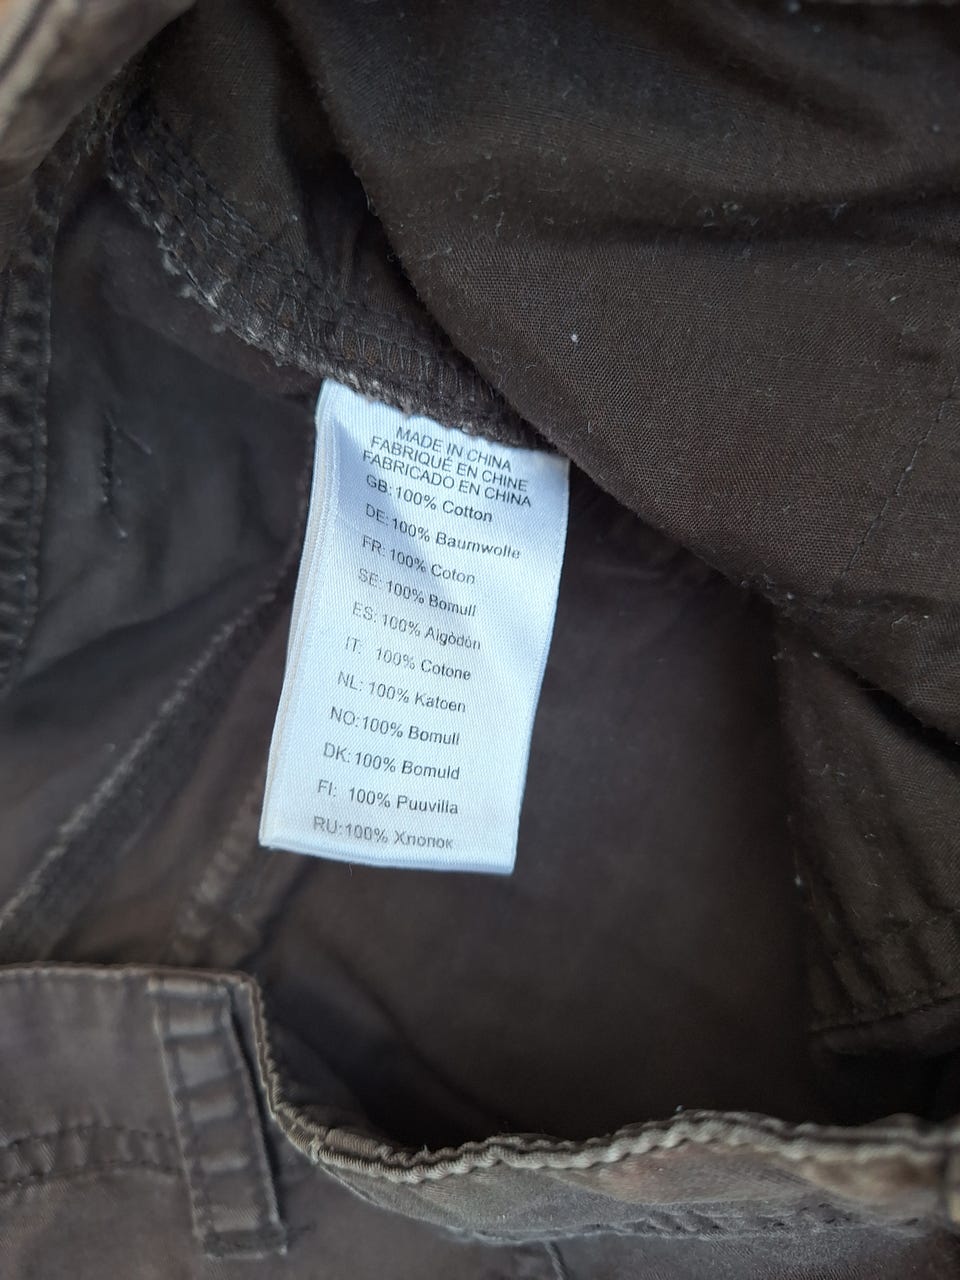 MADE IN CHINA
FABRIQUÉ EN CHINE
FABRICADO EN CHINA
GB: 100% Cotton
DE: 100% Baumwolle
FR: 100% Coton
SE: 100% Bomull
ES: 100% Algòdón
IT: 100% Cotone
NL: 100% Katoen
NO:100% Bomull
DK: 100% Bomuld
FI: 100% Puuvilla
RU:100% Хлопок